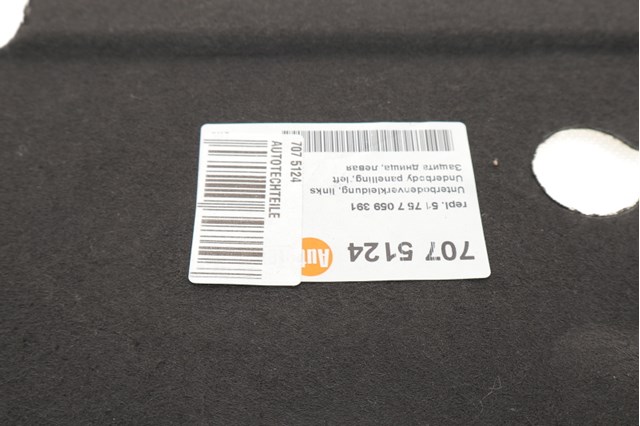 707 5124
Auto
repl. 51 75 7 059 391
Unterbodenverkleidung, links
Underbody panelling, left
Защита днища, левая
707 5124
AUTOTECHTEILE